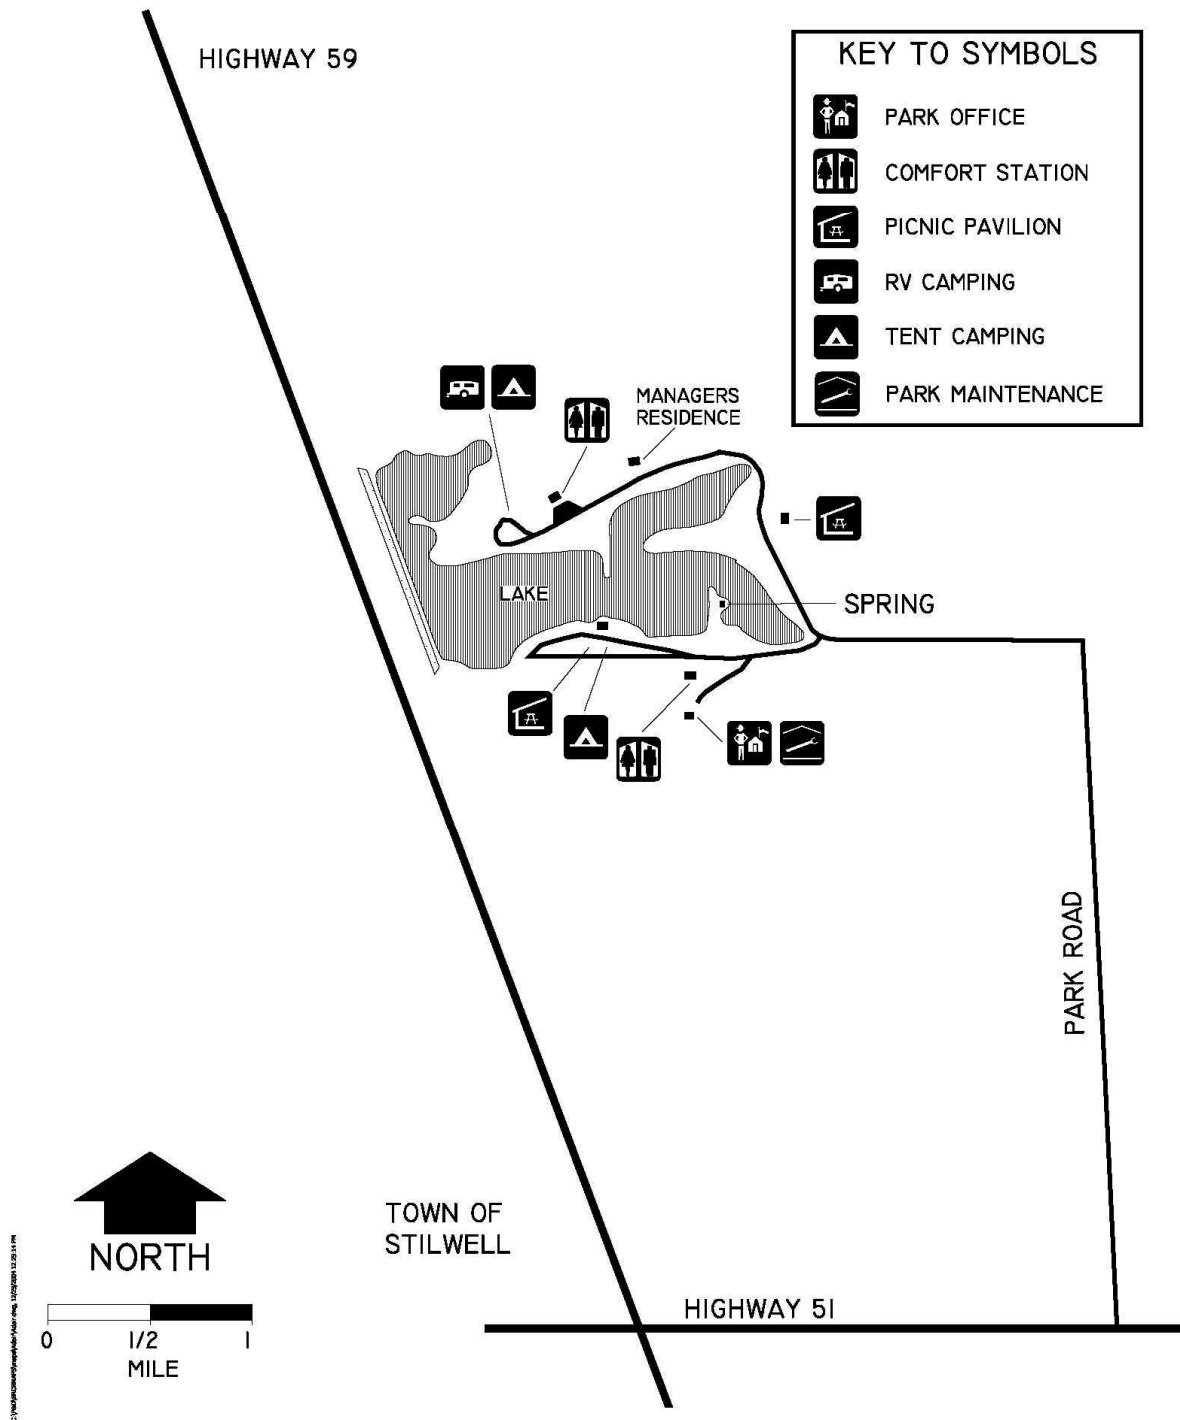 HIGHWAY 59
KEY TO SYMBOLS
PARK OFFICE
COMFORT STATION
PICNIC PAVILION
RV CAMPING
TENT CAMPING
PARK MAINTENANCE
MANAGERS
RESIDENCE
LAKE
SPRING
PARK ROAD
TOWN OF
STILWELL
NORTH
HIGHWAY 51
0 1/2 1
MILE